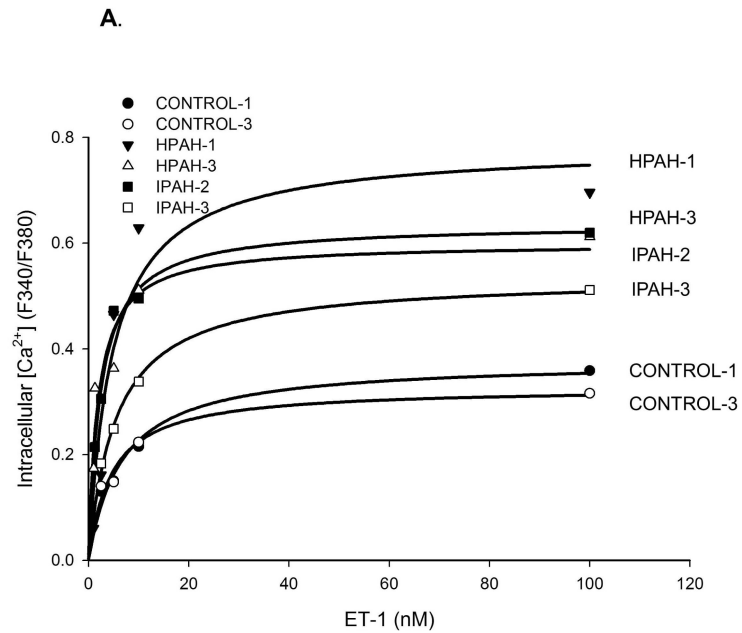 A.
CONTROL-1
CONTROL-3
HPAH-1
HPAH-3
IPAH-2
IPAH-3
Intracellular [Ca²⁺] (F340/F380)
0.8
0.6
0.4
0.2
0.0
HPAH-1
HPAH-3
IPAH-2
IPAH-3
CONTROL-1
CONTROL-3
0 20 40 60 80 100 120
ET-1 (nM)